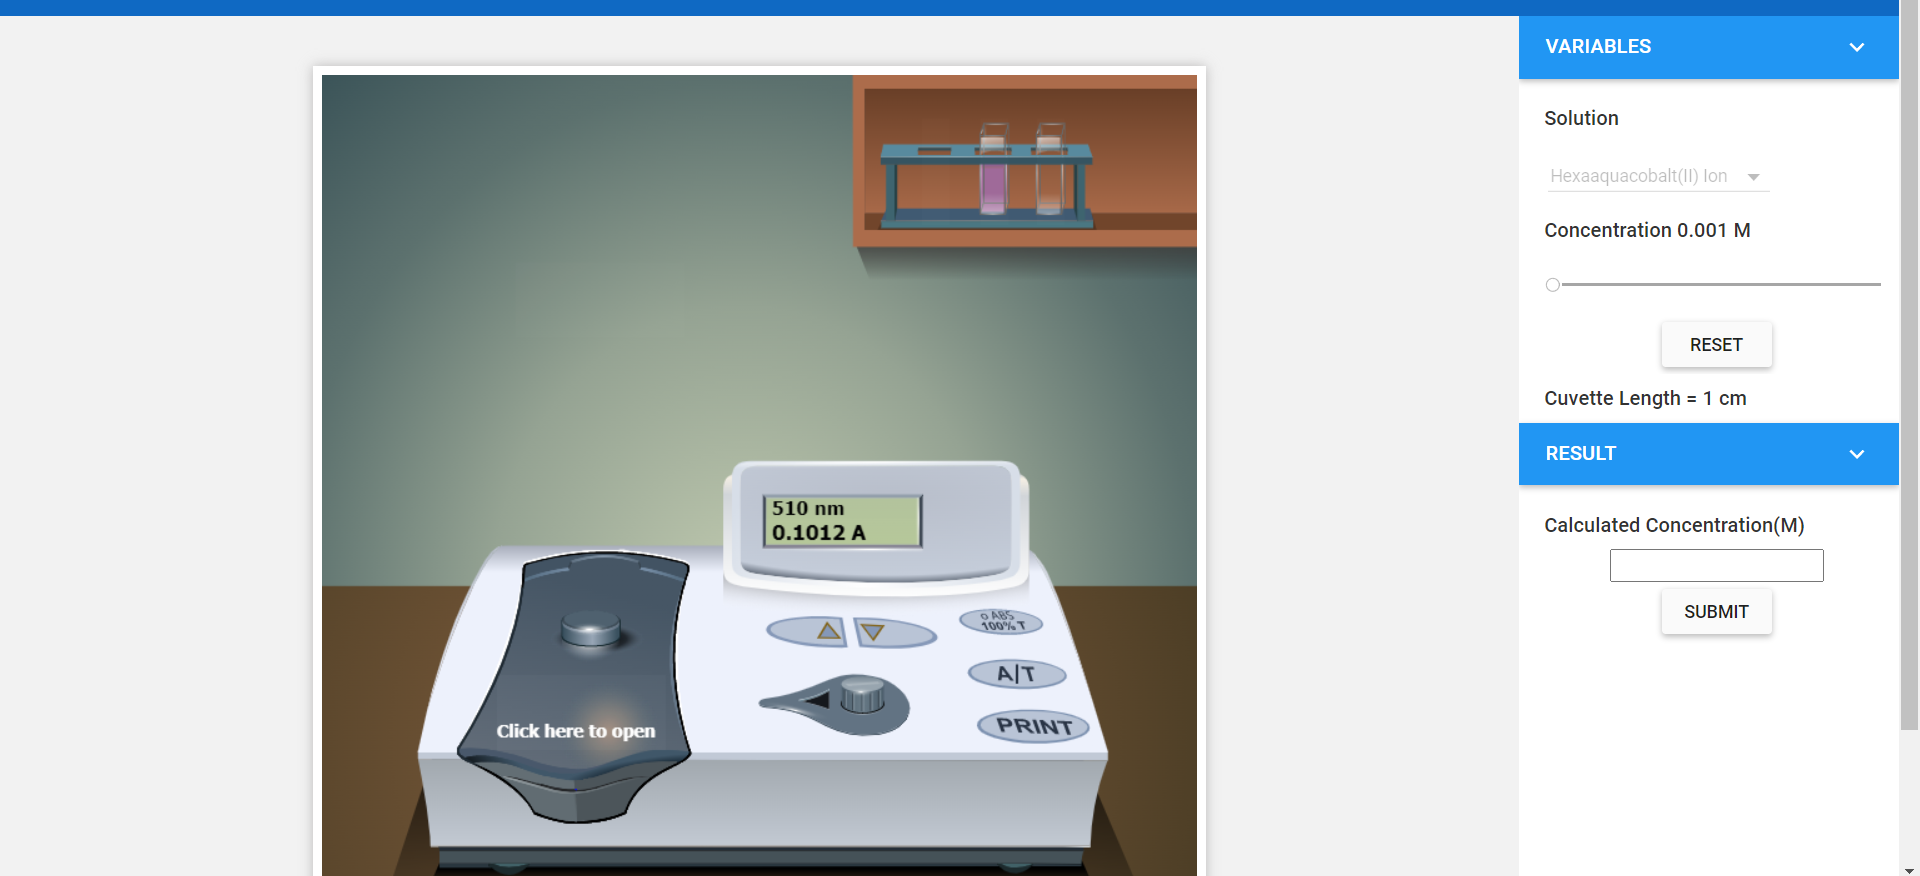 VARIABLES
Solution
Hexaaquacobalt(II) Ion
Concentration 0.001 M
RESET
Cuvette Length = 1 cm
RESULT
Calculated Concentration(M)
SUBMIT
510 nm
0.1012 A
o ABS
100% T
A|T
PRINT
Click here to open